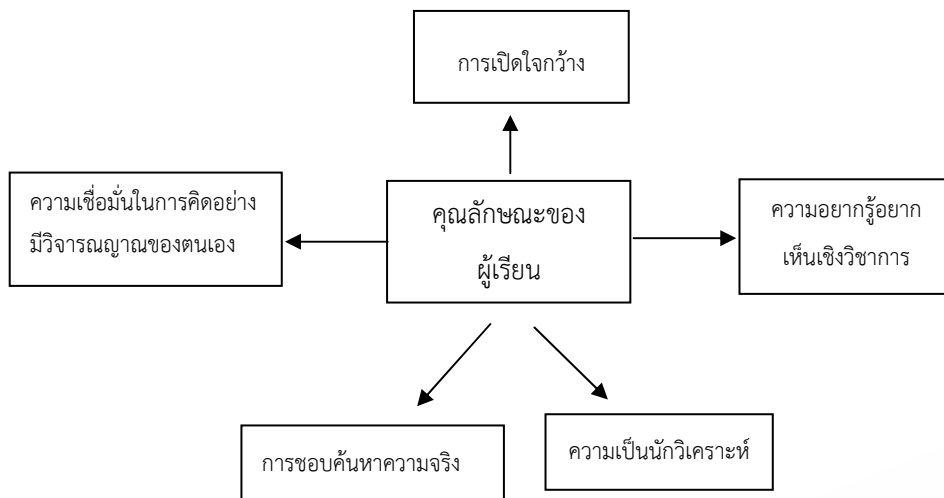 การเปิดใจกว้าง
ความเชื่อมั่นในการคิดอย่าง
มีวิจารณญาณของตนเอง
คุณลักษณะของ
ผู้เรียน
ความอยากรู้อยาก
เห็นเชิงวิชาการ
การชอบค้นหาความจริง
ความเป็นนักวิเคราะห์